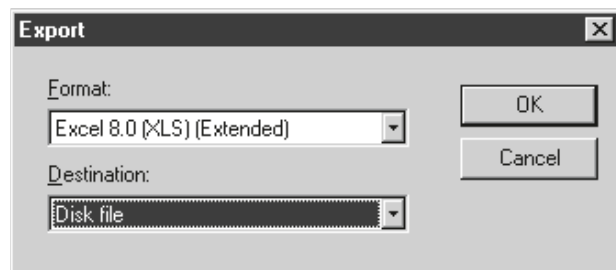 Export
Format:
Excel 8.0 (XLS) (Extended)
OK
Cancel
Destination:
Disk file